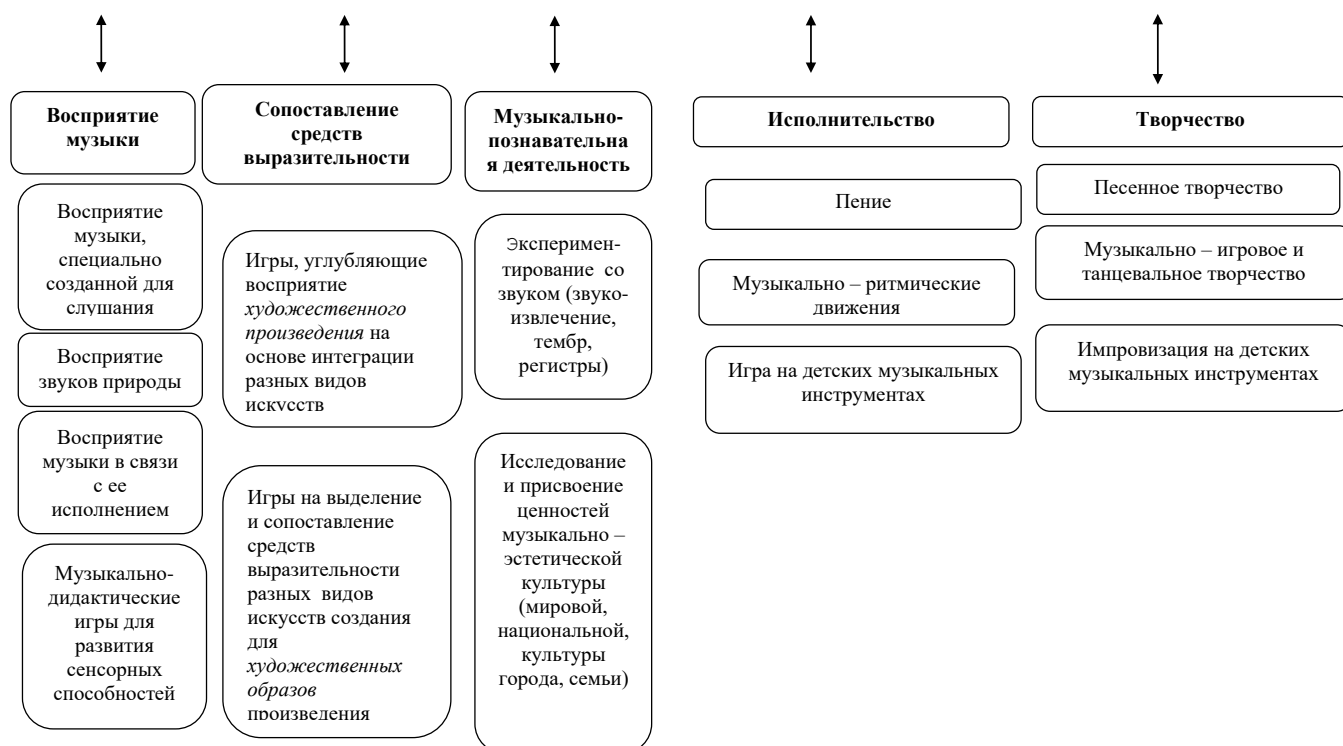 Восприятие
музыки
Восприятие
музыки,
специально
созданной для
слушания
Восприятие
звуков природы
Восприятие
музыки в связи
с ее
исполнением
Музыкально-
дидактические
игры для
развития
сенсорных
способностей
Сопоставление
средств
выразительности
Игры, углубляющие
восприятие
художественного
произведения на
основе интеграции
разных видов
искусств
Игры на выделение
и сопоставление
средств
выразительности
разных видов
искусств создания
для
художественных
образов
произведения
Музыкально-
познавательна
я деятельность
Эксперимен-
тирование со
звуком (звуко-
извлечение,
тембр,
регистры)
Исследование
и присвоение
ценностей
музыкально –
эстетической
культуры
(мировой,
национальной,
культуры
города, семьи)
Исполнительство
Пение
Музыкально – ритмические
движения
Игра на детских музыкальных
инструментах
Творчество
Песенное творчество
Музыкально – игровое и
танцевальное творчество
Импровизация на детских
музыкальных инструментах